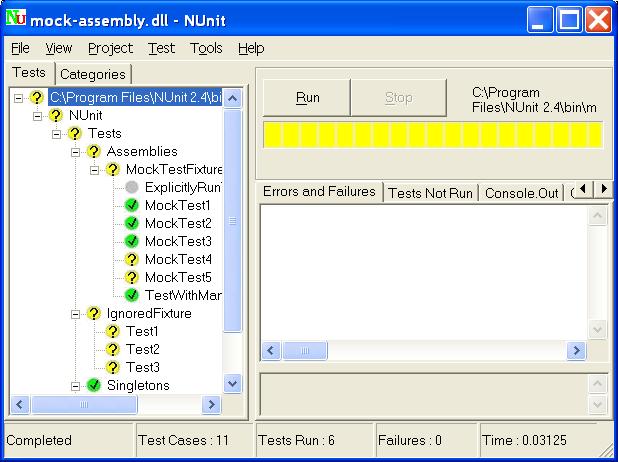 mock-assembly.dll - NUnit
File View Project Test Tools Help
Tests Categories
C:\Program Files\NUnit 2.4\bi
NUnit
Tests
Assemblies
MockTestFixture
ExplicitlyRun
MockTest1
MockTest2
MockTest3
MockTest4
MockTest5
TestWithMar
IgnoredFixture
Test1
Test2
Test3
Singletons
Run Stop
C:\Program
Files\NUnit 2.4\bin\m
Errors and Failures Tests Not Run Console.Out
Completed Test Cases : 11 Tests Run : 6 Failures : 0 Time : 0.03125